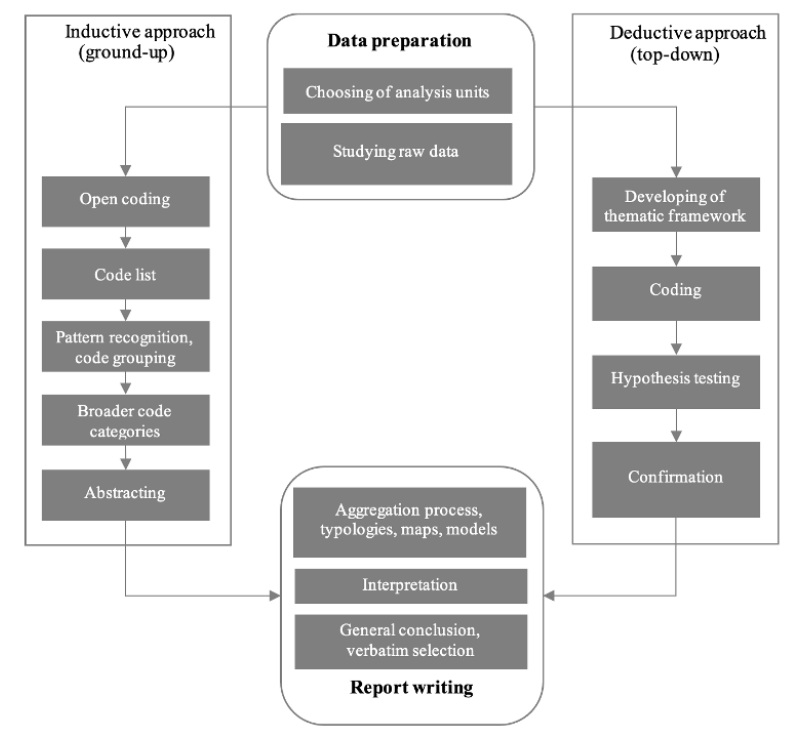 Inductive approach
(ground-up)
Open coding
Code list
Pattern recognition,
code grouping
Broader code
categories
Abstracting
Data preparation
Choosing of analysis units
Studying raw data
Deductive approach
(top-down)
Developing of
thematic framework
Coding
Hypothesis testing
Confirmation
Aggregation process,
typologies, maps, models
Interpretation
General conclusion,
verbatim selection
Report writing